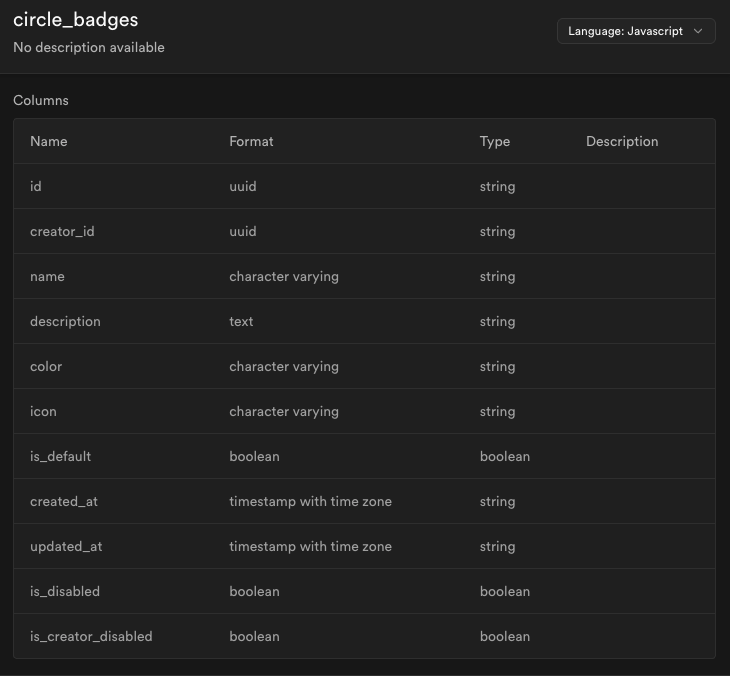 circle_badges
Language: Javascript
No description available
Columns
Name Format Type Description
id uuid string
creator_id uuid string
name character varying string
description text string
color character varying string
icon character varying string
is_default boolean boolean
created_at timestamp with time zone string
updated_at timestamp with time zone string
is_disabled boolean boolean
is_creator_disabled boolean boolean